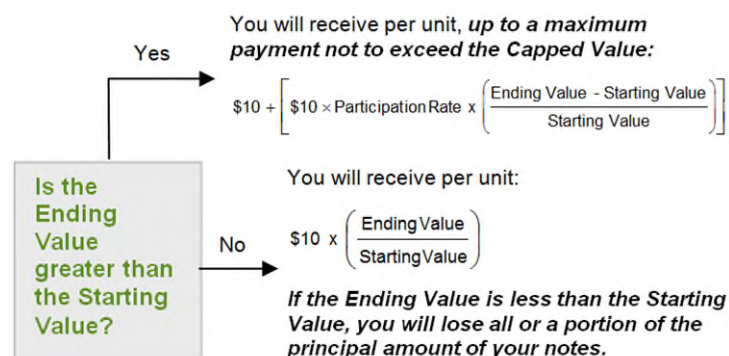 You will receive per unit, up to a maximum
payment not to exceed the Capped Value:
Yes
$10 + [ $10 × Participation Rate x ( Ending Value - Starting Value / Starting Value ) ]
Is the
Ending
Value
greater than
the Starting
Value?
No
You will receive per unit:
$10 x ( Ending Value / Starting Value )
If the Ending Value is less than the Starting
Value, you will lose all or a portion of the
principal amount of your notes.